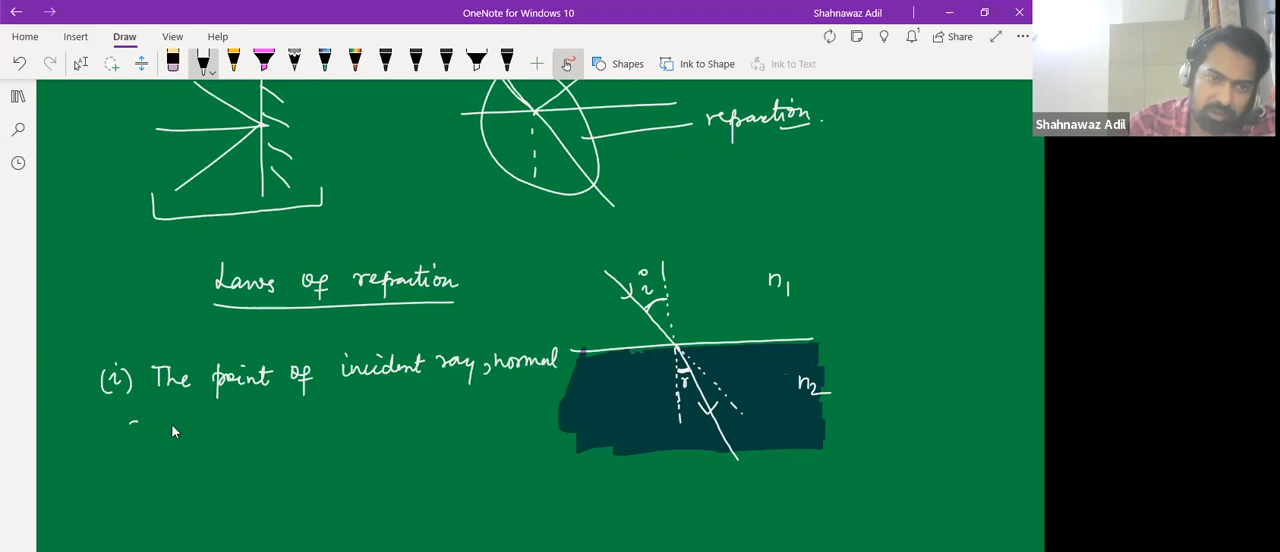 OneNote for Windows 10
Shahnawaz Adil
Home Insert Draw View Help
Share
Shapes Ink to Shape Ink to Text
Shahnawaz Adil
refraction.
Laws of refraction
i
n1
(i) The point of incident ray, normal
r
n2